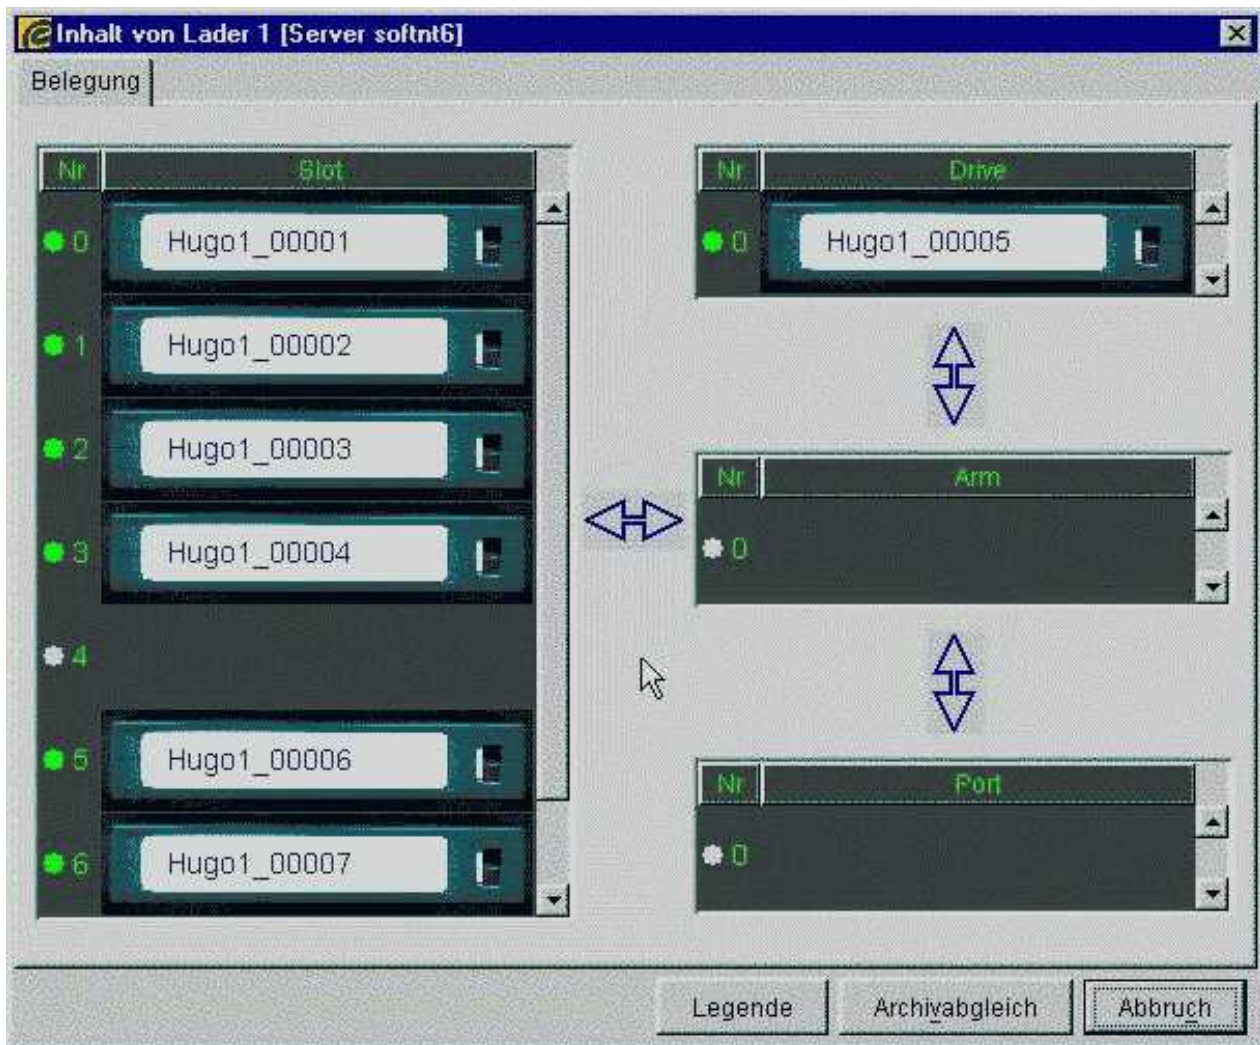 Inhalt von Lader 1 [Server softnt6]
Belegung
Nr Slot
0 Hugo1_00001
1 Hugo1_00002
2 Hugo1_00003
3 Hugo1_00004
4
5 Hugo1_00006
6 Hugo1_00007
Nr Drive
0 Hugo1_00005
Nr Arm
0
Nr Port
0
Legende Archivabgleich Abbruch